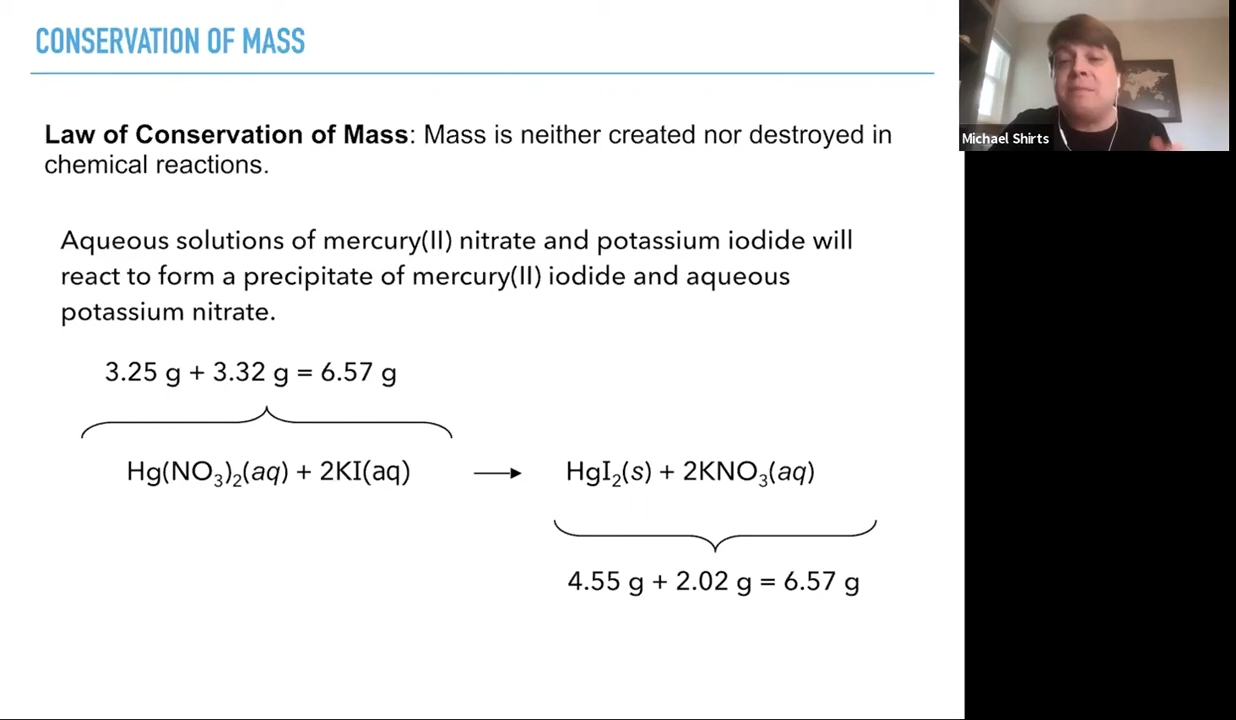 CONSERVATION OF MASS
Michael Shirts
Law of Conservation of Mass: Mass is neither created nor destroyed in
chemical reactions.
Aqueous solutions of mercury(II) nitrate and potassium iodide will
react to form a precipitate of mercury(II) iodide and aqueous
potassium nitrate.
3.25 g + 3.32 g = 6.57 g
Hg(NO₃)₂(aq) + 2KI(aq) → HgI₂(s) + 2KNO₃(aq)
4.55 g + 2.02 g = 6.57 g